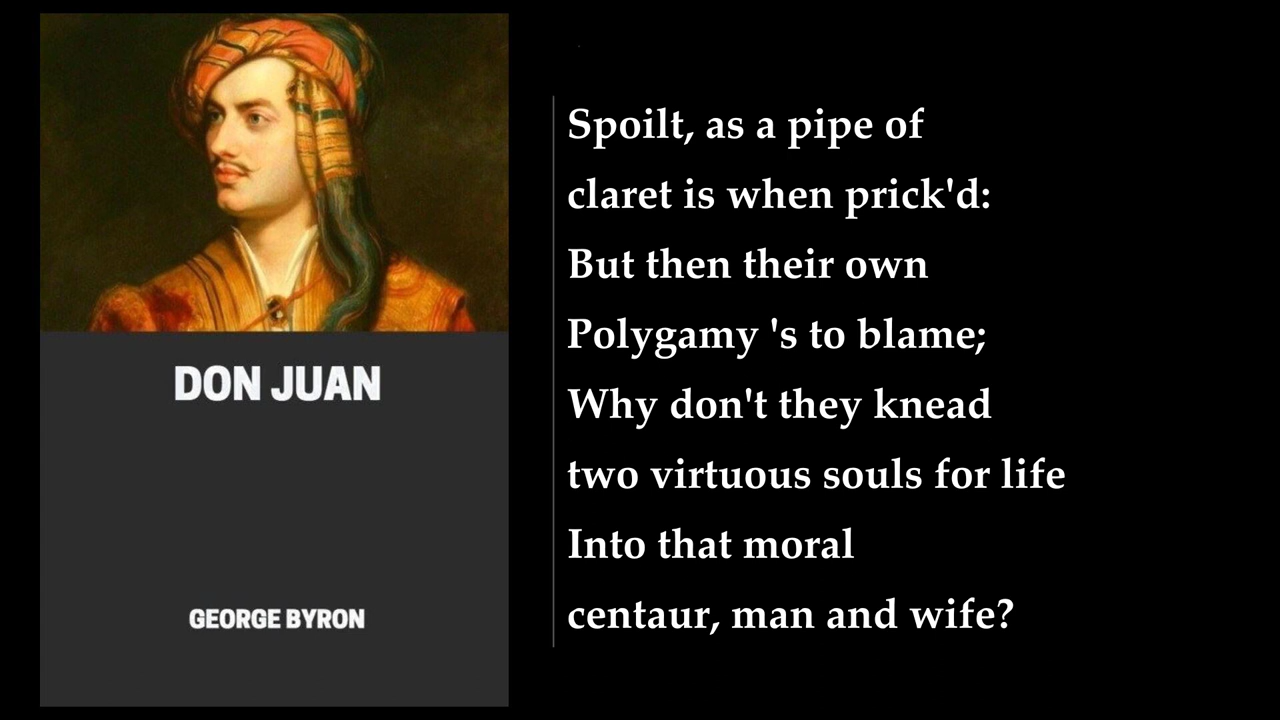 DON JUAN
GEORGE BYRON
Spoilt, as a pipe of
claret is when prick'd:
But then their own
Polygamy 's to blame;
Why don't they knead
two virtuous souls for life
Into that moral
centaur, man and wife?